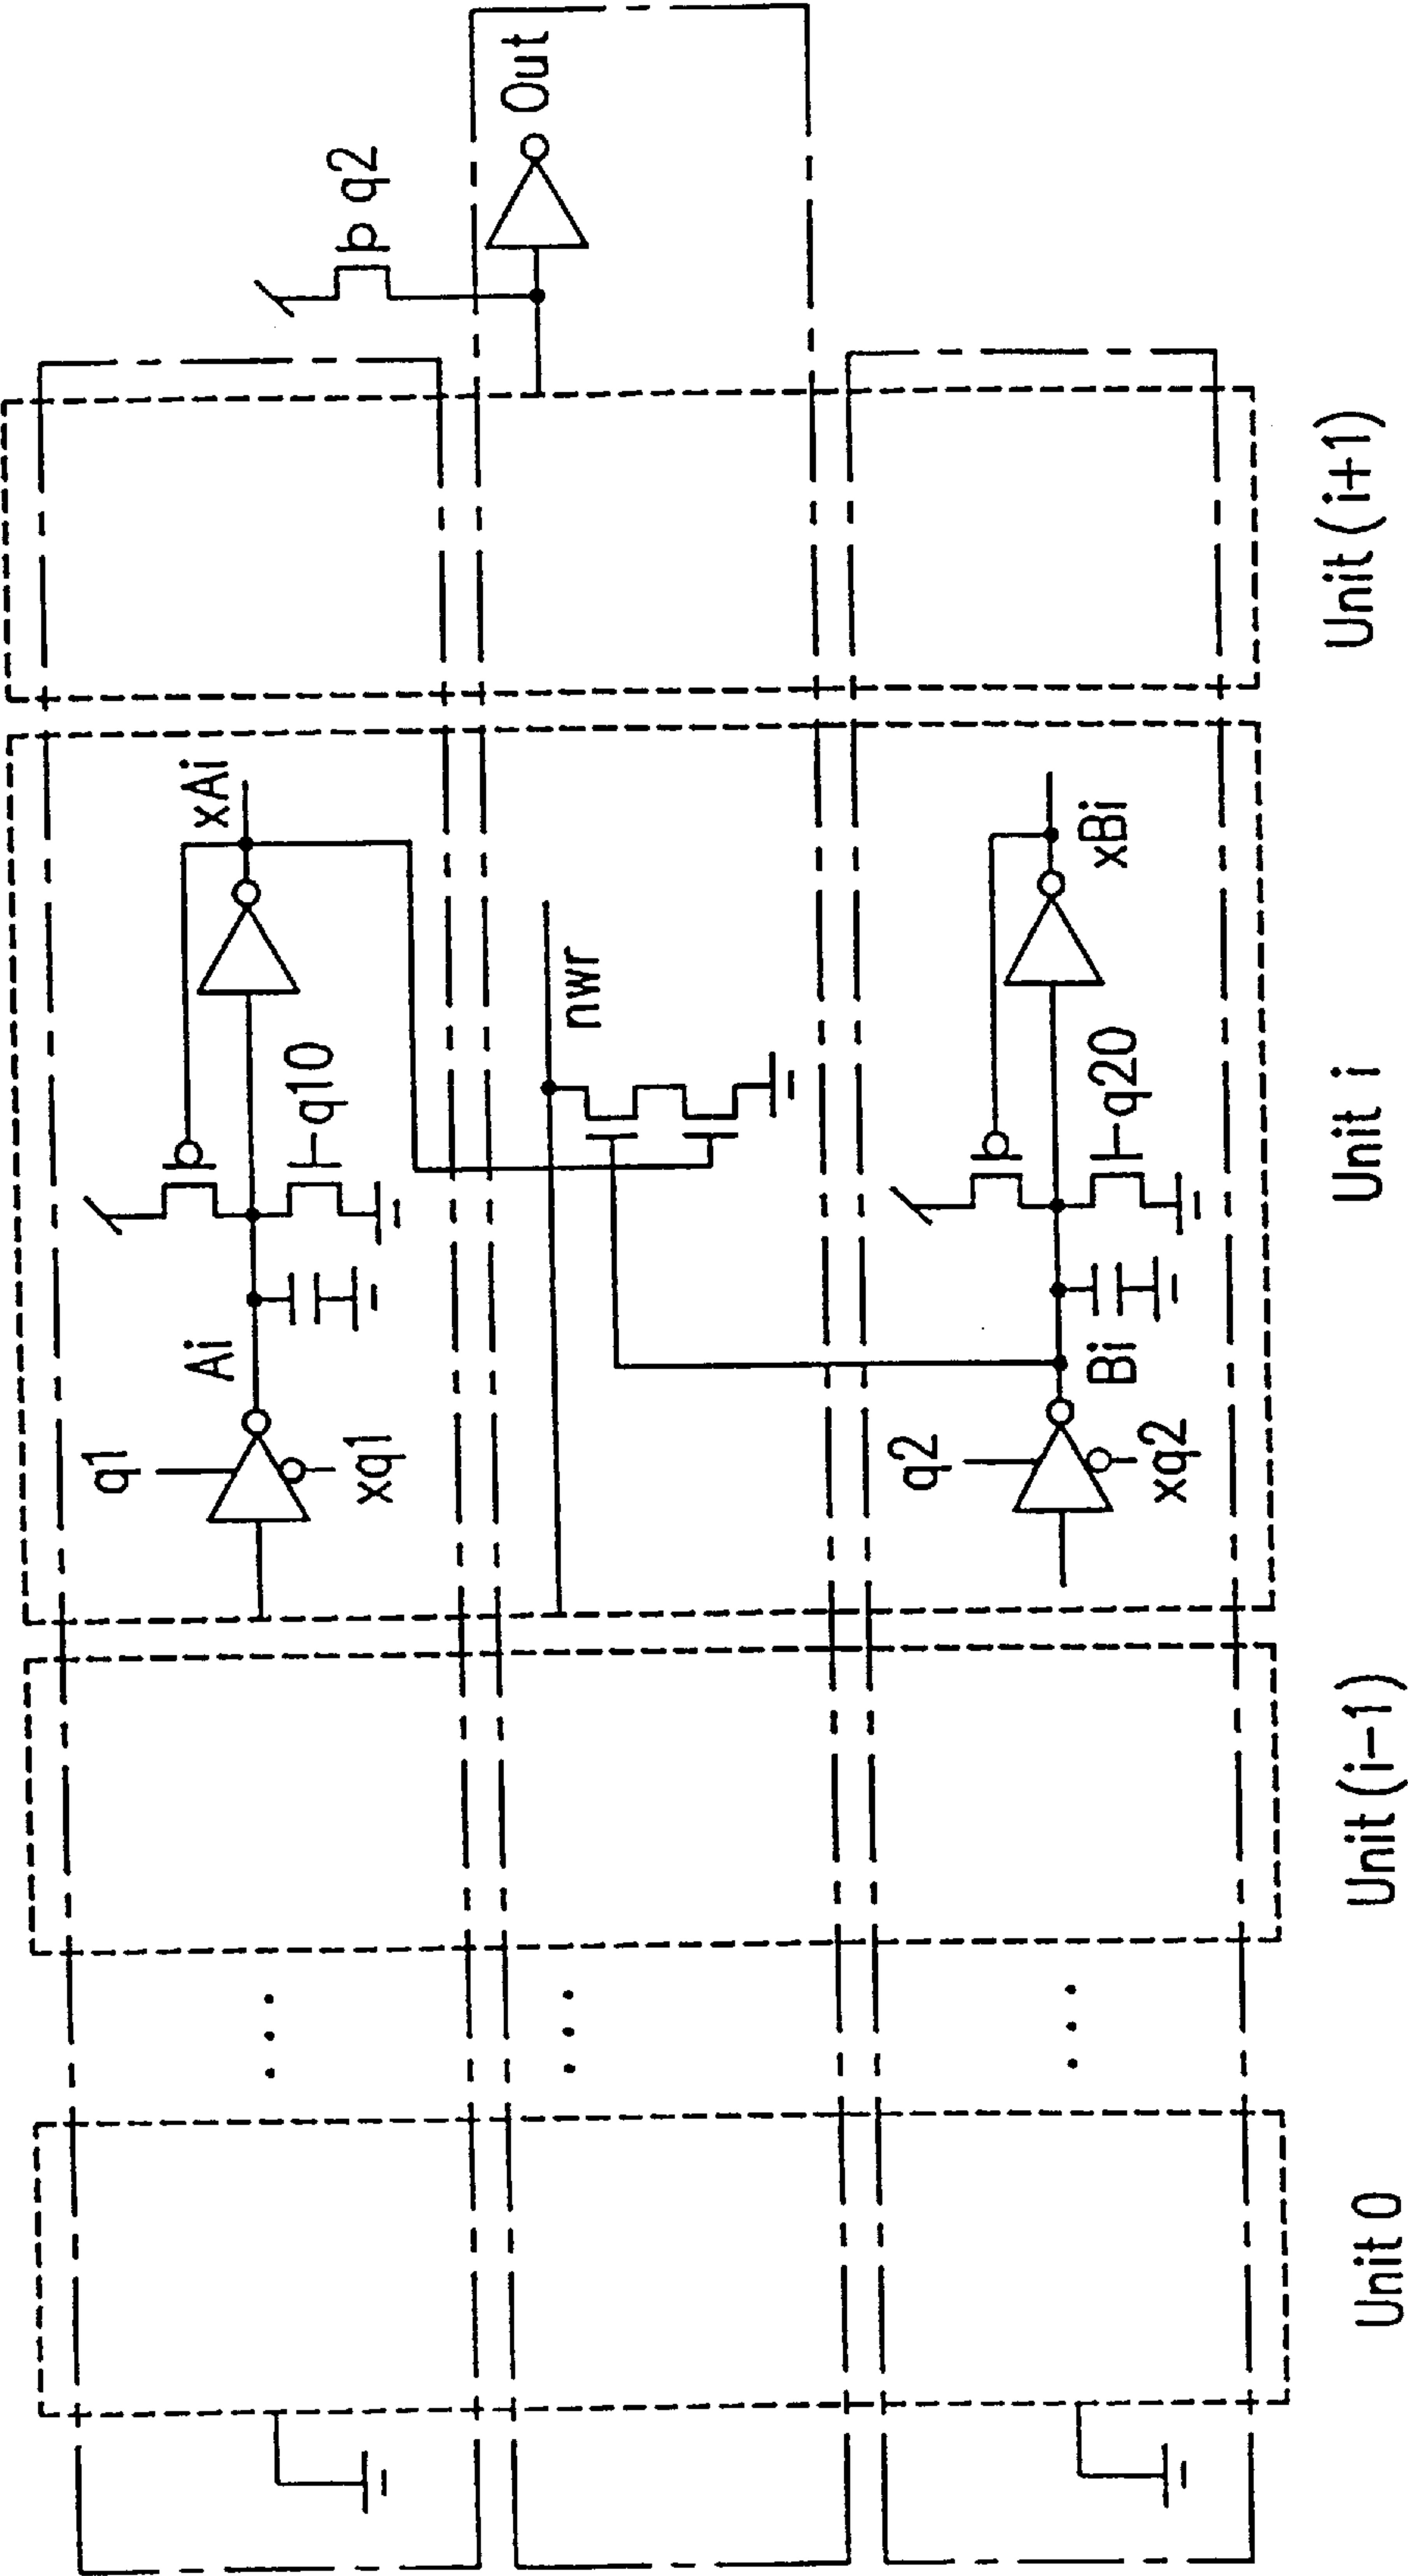 q2
Out
xAi
q10
Ai
q1
xq1
nwr
xBi
q20
Bi
q2
xq2
Unit 0
Unit (i-1)
Unit i
Unit (i+1)